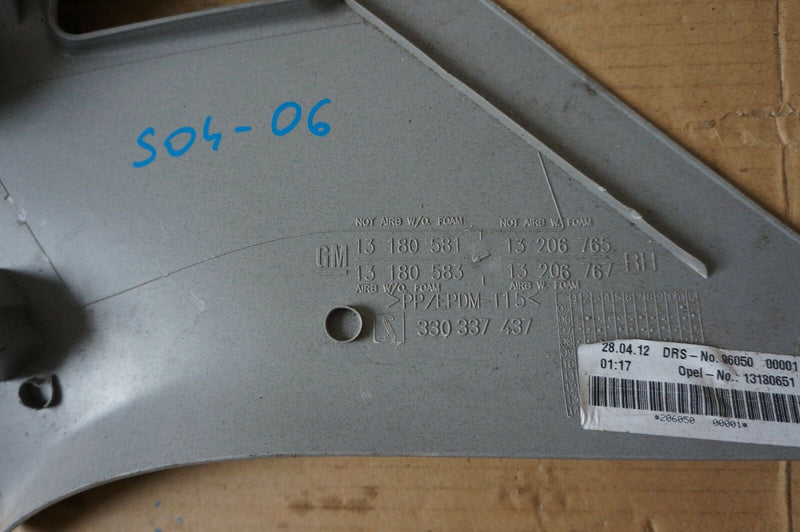 S04-06
NOT AIRB W/O. FOAM NOT AIRB W/ FOAM
GM 13 180 581 13 206 765 RH
13 180 583 13 206 767
AIRB W/O. FOAM AIRB W/ FOAM
>PP/EPDM-T15<
330 337 437
28.04.12 DRS-No. 06050 00001
01:17 Opel-No.: 13180651
*206050 00001*